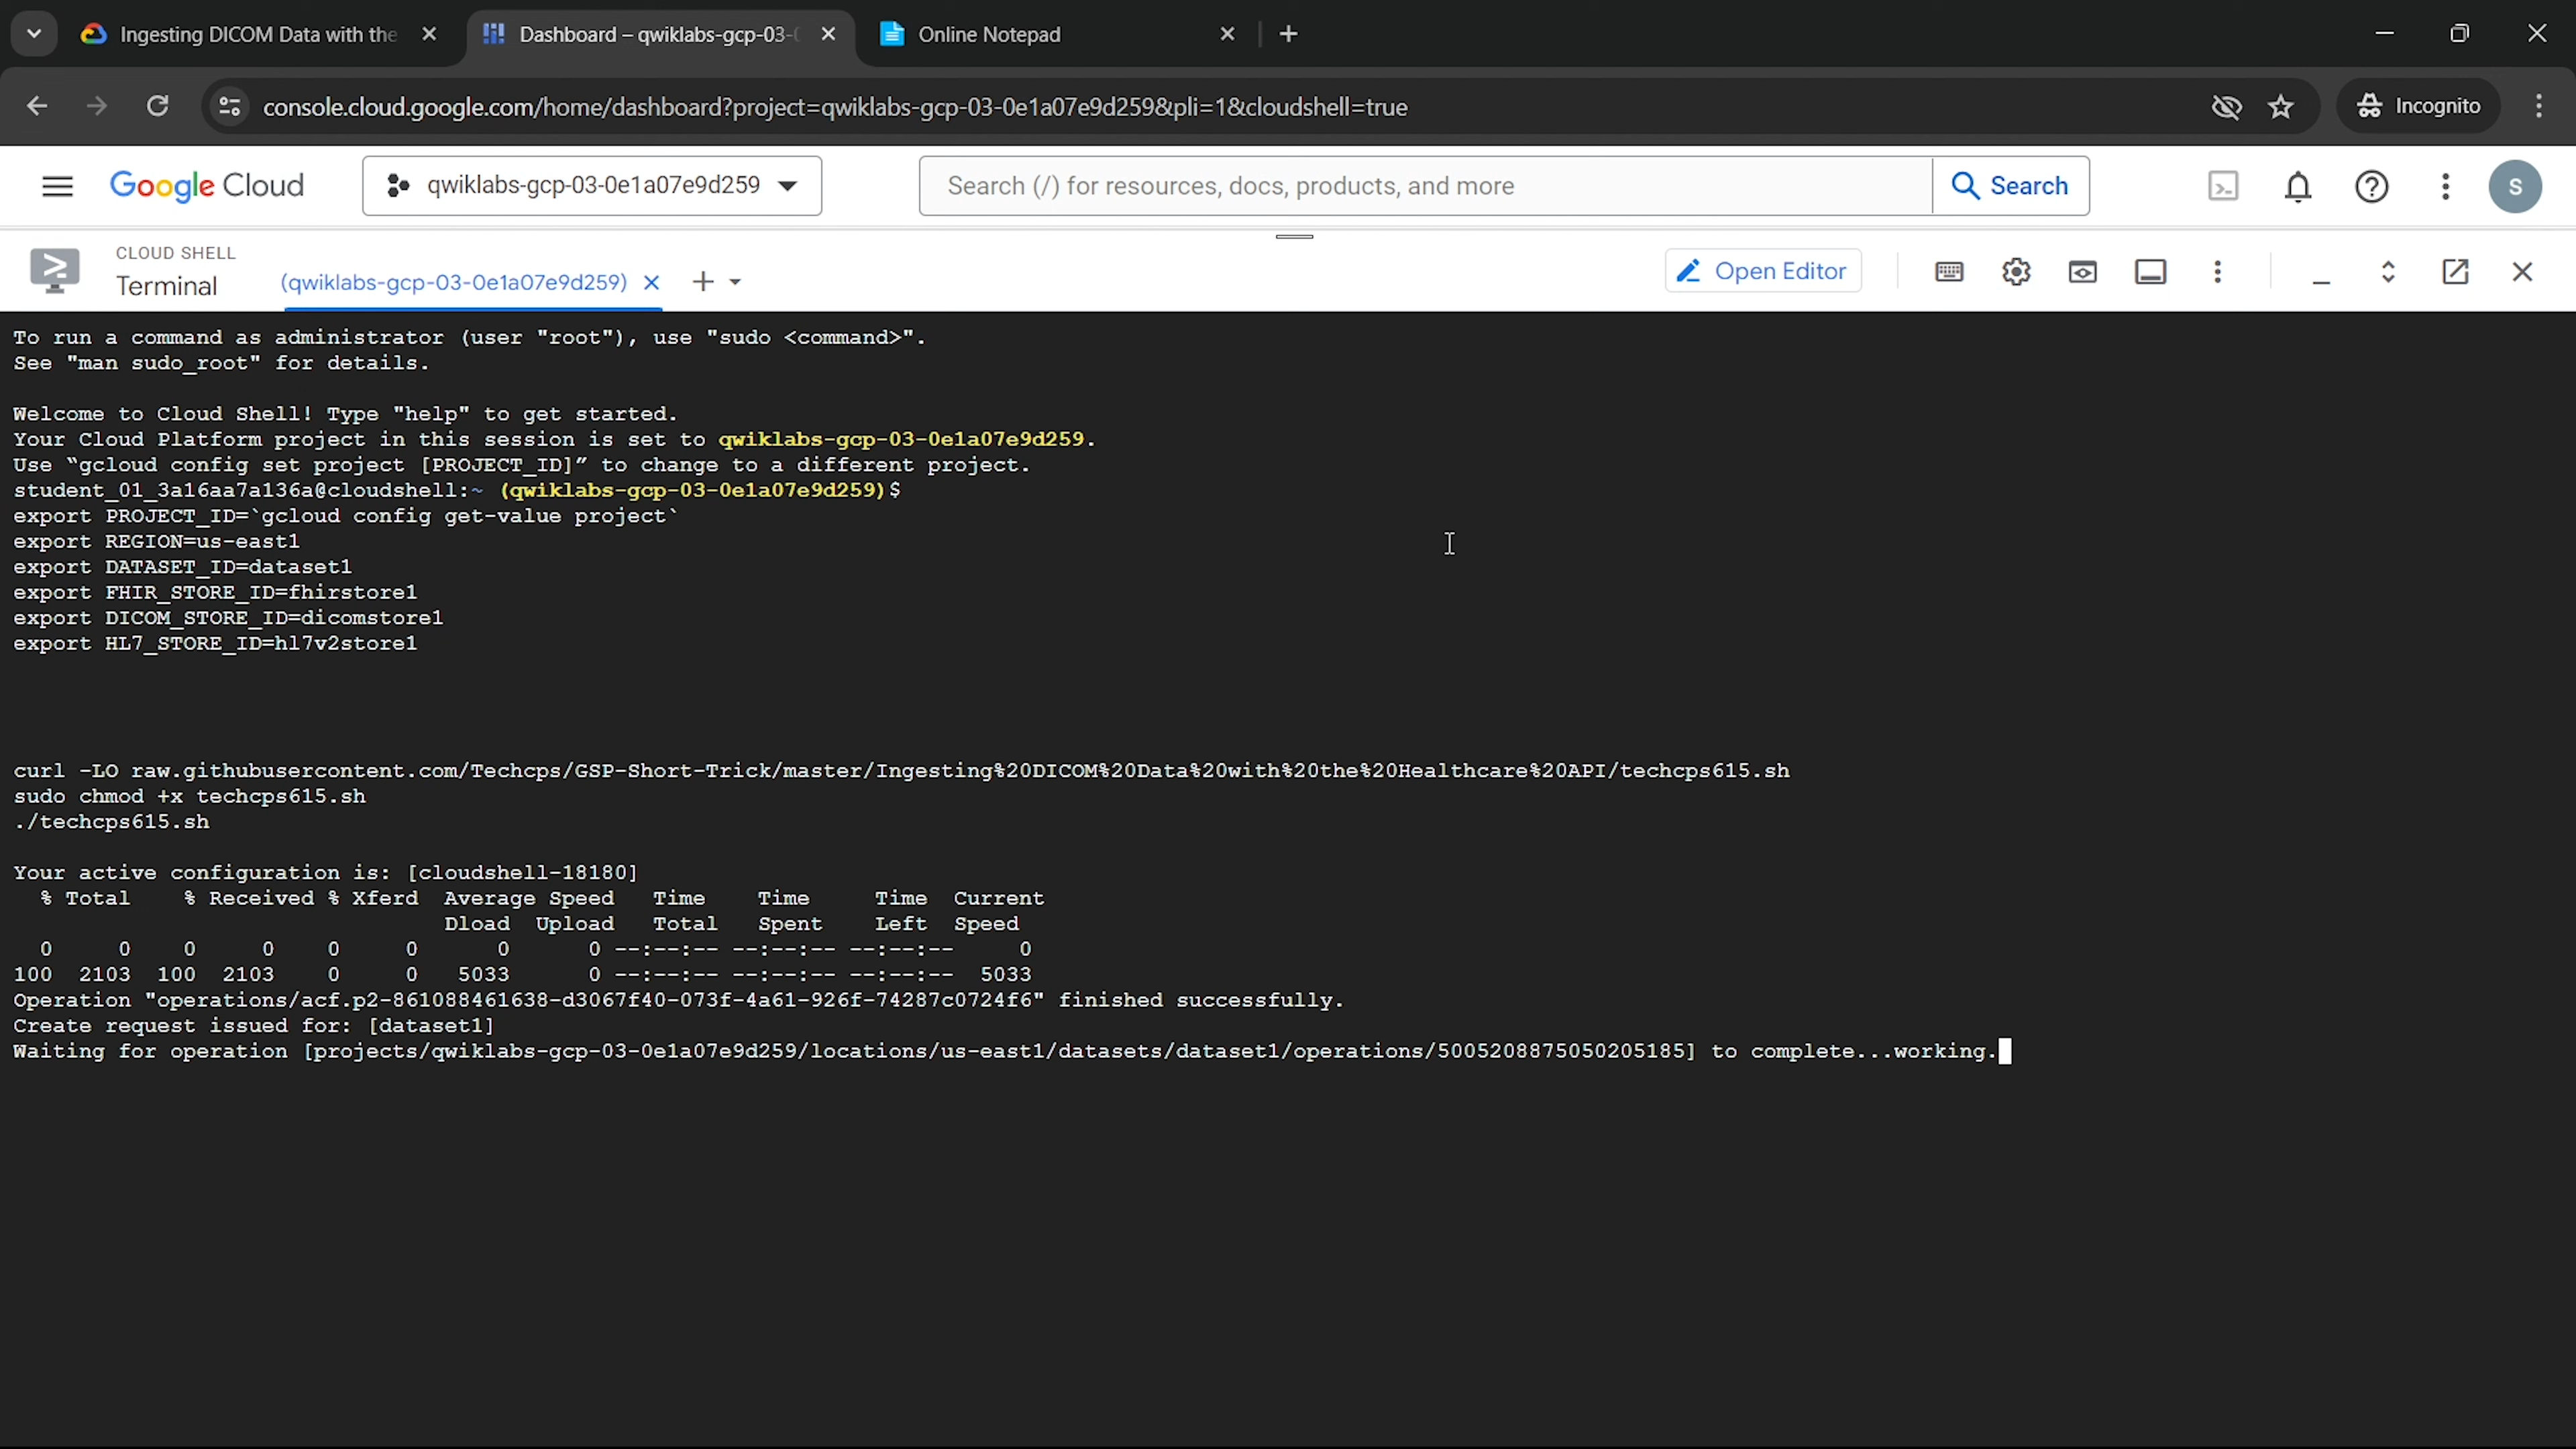 Ingesting DICOM Data with the
Dashboard – qwiklabs-gcp-03-
Online Notepad
console.cloud.google.com/home/dashboard?project=qwiklabs-gcp-03-0e1a07e9d259&pli=1&cloudshell=true
Incognito
Google Cloud
qwiklabs-gcp-03-0e1a07e9d259
Search (/) for resources, docs, products, and more
Search
S
CLOUD SHELL
Terminal
(qwiklabs-gcp-03-0e1a07e9d259)
Open Editor
To run a command as administrator (user "root"), use "sudo <command>".
See "man sudo_root" for details.
Welcome to Cloud Shell! Type "help" to get started.
Your Cloud Platform project in this session is set to qwiklabs-gcp-03-0e1a07e9d259.
Use “gcloud config set project [PROJECT_ID]” to change to a different project.
student_01_3a16aa7a136a@cloudshell:~ (qwiklabs-gcp-03-0e1a07e9d259)$
export PROJECT_ID=`gcloud config get-value project`
export REGION=us-east1
export DATASET_ID=dataset1
export FHIR_STORE_ID=fhirstore1
export DICOM_STORE_ID=dicomstore1
export HL7_STORE_ID=hl7v2store1
curl -LO raw.githubusercontent.com/Techcps/GSP-Short-Trick/master/Ingesting%20DICOM%20Data%20with%20the%20Healthcare%20API/techcps615.sh
sudo chmod +x techcps615.sh
./techcps615.sh
Your active configuration is: [cloudshell-18180]
% Total % Received % Xferd Average Speed Time Time Time Current
Dload Upload Total Spent Left Speed
0 0 0 0 0 0 0 0 --:--:-- --:--:-- --:--:-- 0
100 2103 100 2103 0 0 5033 0 --:--:-- --:--:-- --:--:-- 5033
Operation "operations/acf.p2-861088461638-d3067f40-073f-4a61-926f-74287c0724f6" finished successfully.
Create request issued for: [dataset1]
Waiting for operation [projects/qwiklabs-gcp-03-0e1a07e9d259/locations/us-east1/datasets/dataset1/operations/5005208875050205185] to complete...working.